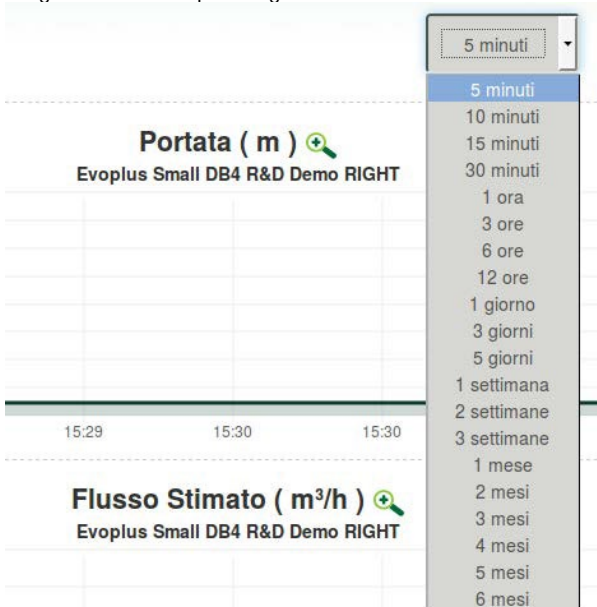 5 minuti
5 minuti
10 minuti
15 minuti
30 minuti
1 ora
3 ore
6 ore
12 ore
1 giorno
3 giorni
5 giorni
1 settimana
2 settimane
3 settimane
1 mese
2 mesi
3 mesi
4 mesi
5 mesi
6 mesi
Portata ( m )
Evoplus Small DB4 R&D Demo RIGHT
15:29 15:30 15:30
Flusso Stimato ( m³/h )
Evoplus Small DB4 R&D Demo RIGHT